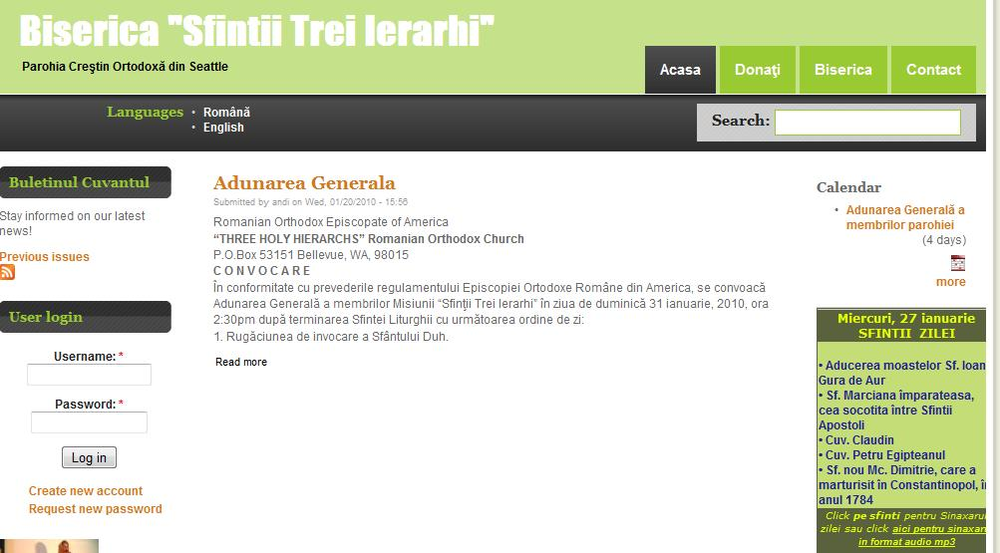 Biserica "Sfintii Trei Ierarhi"
Parohia Creştin Ortodoxă din Seattle
Acasa
Donaţi
Biserica
Contact
Languages
• Română
• English
Search:
Buletinul Cuvantul
Stay informed on our latest
news!
Previous issues
User login
Username: *
Password: *
Log in
Create new account
Request new password
Adunarea Generala
Submitted by andi on Wed, 01/20/2010 - 15:56
Romanian Orthodox Episcopate of America
“THREE HOLY HIERARCHS” Romanian Orthodox Church
P.O.Box 53151 Bellevue, WA, 98015
C O N V O C A R E
În conformitate cu prevederile regulamentului Episcopiei Ortodoxe Române din America, se convoacă
Adunarea Generală a membrilor Misiunii “Sfinţii Trei Ierarhi” în ziua de duminică 31 ianuarie, 2010, ora
2:30pm după terminarea Sfintei Liturghii cu următoarea ordine de zi:
1. Rugăciunea de invocare a Sfântului Duh.
Read more
Calendar
• Adunarea Generală a
membrilor parohiei
(4 days)
more
Miercuri, 27 ianuarie
SFINTII ZILEI
• Aducerea moastelor Sf. Ioan
Gura de Aur
• Sf. Marciana împarateasa,
cea socotita între Sfintii
Apostoli
• Cuv. Claudin
• Cuv. Petru Egipteanul
• Sf. nou Mc. Dimitrie, care a
marturisit în Constantinopol, în
anul 1784
Click pe sfinti pentru Sinaxarul
zilei sau click aici pentru sinaxarul
in format audio mp3